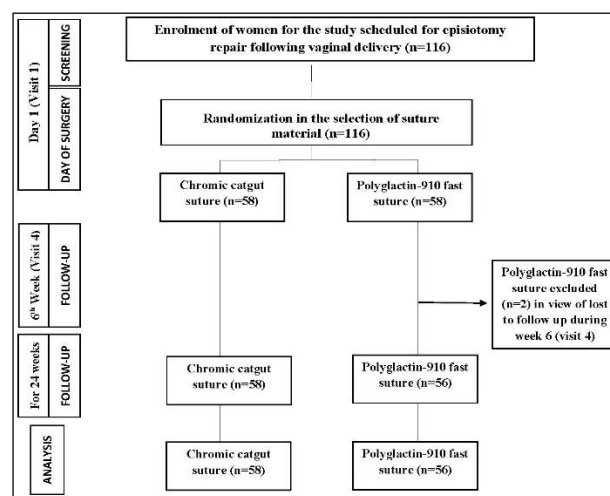 Enrolment of women for the study scheduled for episiotomy
repair following vaginal delivery (n=116)
Day 1 (Visit 1)
SCREENING
DAY OF SURGERY
Randomization in the selection of suture
material (n=116)
Chromic catgut
suture (n=58)
Polyglactin-910 fast
suture (n=58)
6th Week (Visit 4)
FOLLOW-UP
Polyglactin-910 fast
suture excluded
(n=2) in view of lost
to follow up during
week 6 (visit 4)
For 24 weeks
FOLLOW-UP
Chromic catgut
suture (n=58)
Polyglactin-910 fast
suture (n=56)
ANALYSIS
Chromic catgut
suture (n=58)
Polyglactin-910 fast
suture (n=56)